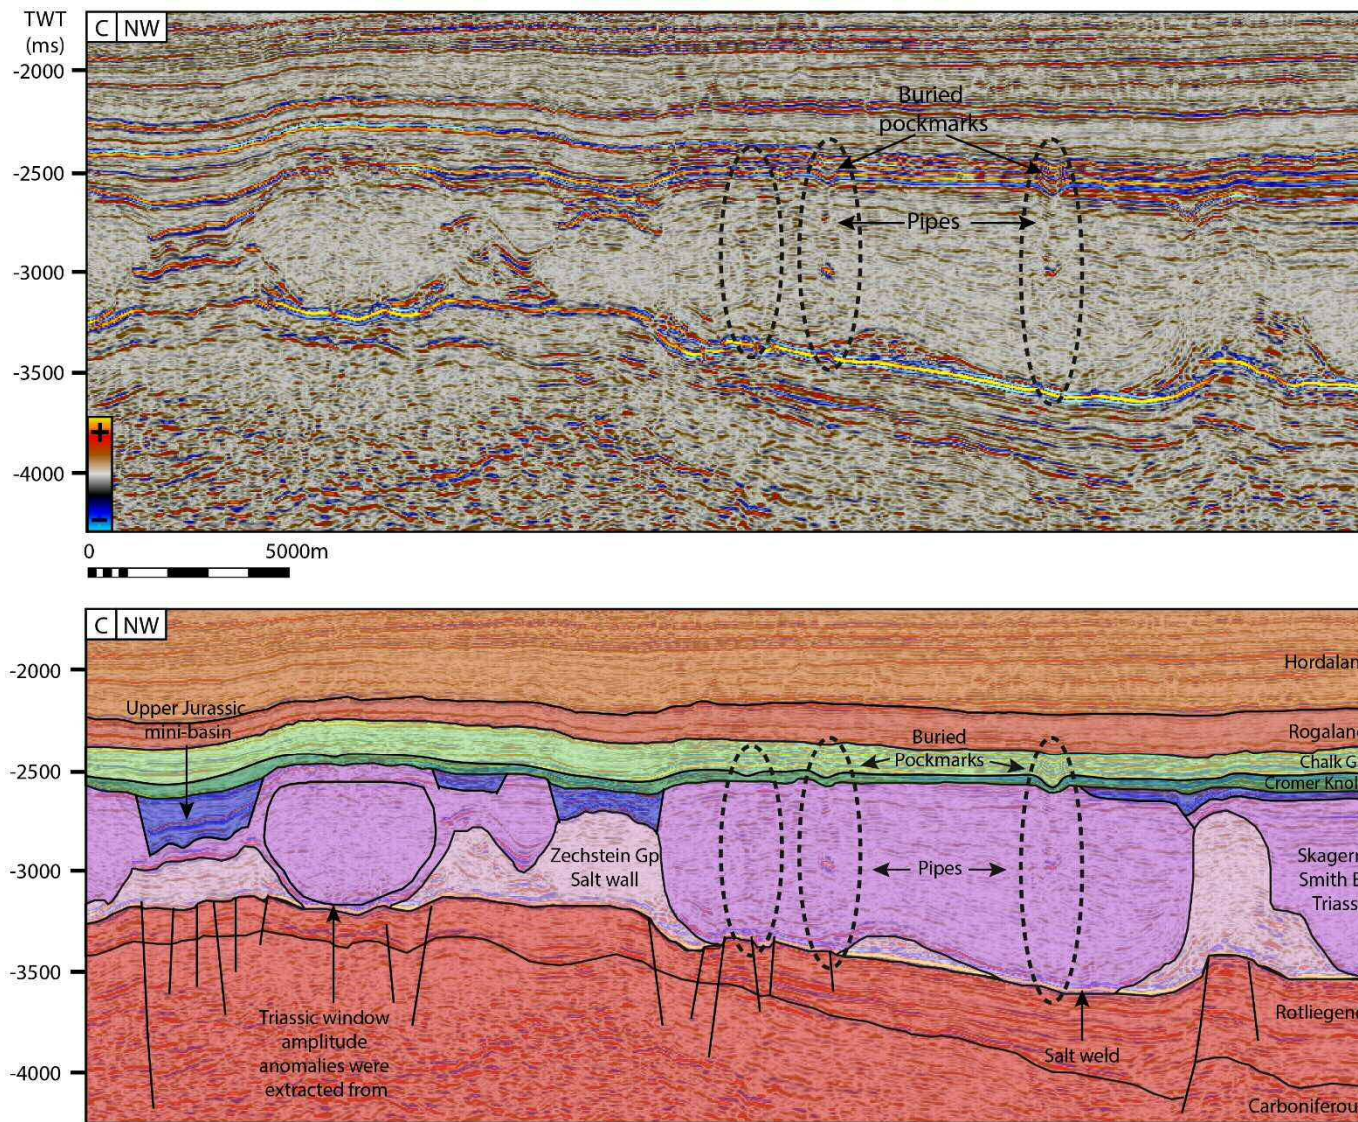 TWT
(ms)
C NW
-2000
-2500
-3000
-3500
-4000
Buried
pockmarks
Pipes
+
−
0 5000m
C NW
-2000
-2500
-3000
-3500
-4000
Hordalan
Upper Jurassic
mini-basin
Rogalan
Buried
Pockmarks
Chalk G
Cromer Knol
Zechstein Gp
Salt wall
Pipes
Skagerr
Smith B
Triass
Triassic window
amplitude
anomalies were
extracted from
Salt weld
Rotliegen
Carboniferou